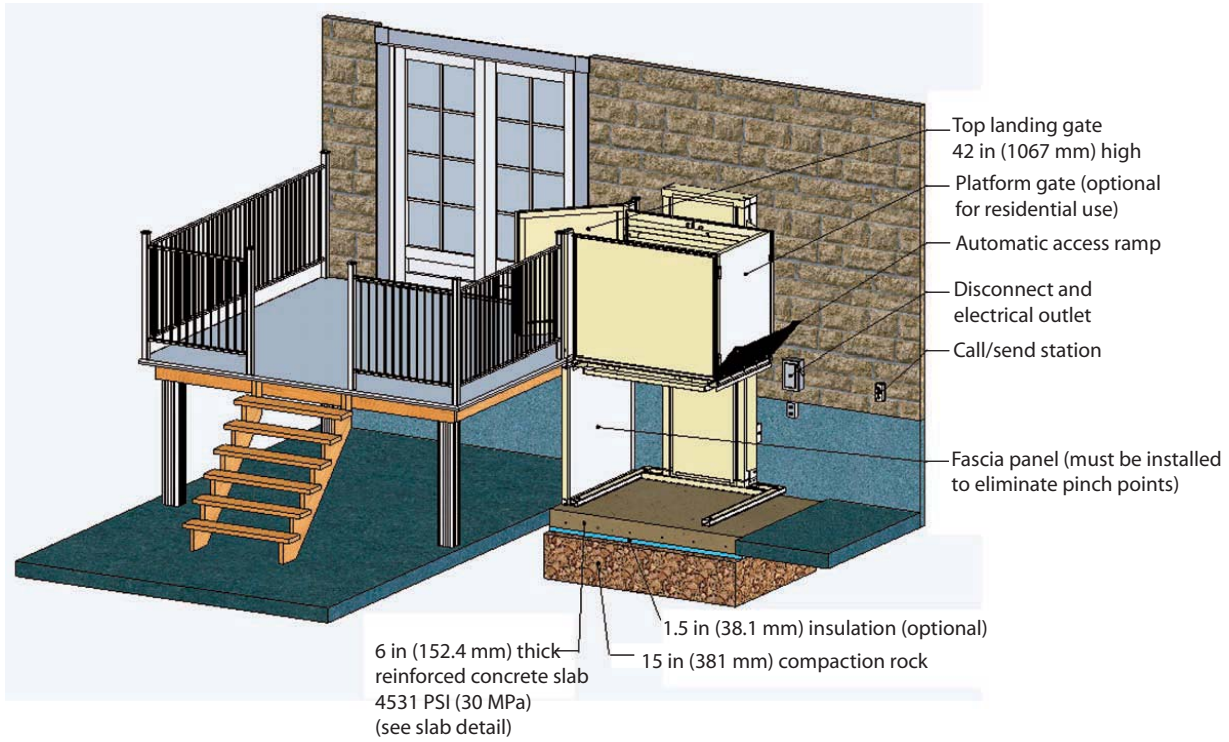 Top landing gate
42 in (1067 mm) high
Platform gate (optional
for residential use)
Automatic access ramp
Disconnect and
electrical outlet
Call/send station
Fascia panel (must be installed
to eliminate pinch points)
1.5 in (38.1 mm) insulation (optional)
15 in (381 mm) compaction rock
6 in (152.4 mm) thick
reinforced concrete slab
4531 PSI (30 MPa)
(see slab detail)